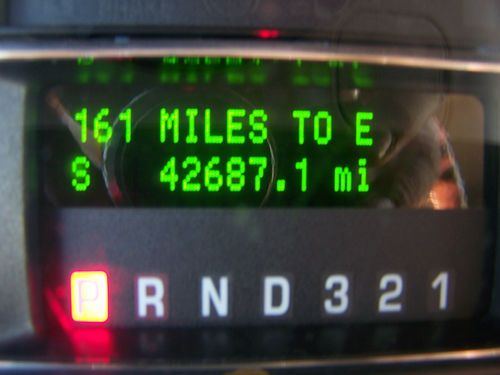 161 MILES TO E
S 42687.1 mi
P R N D 3 2 1